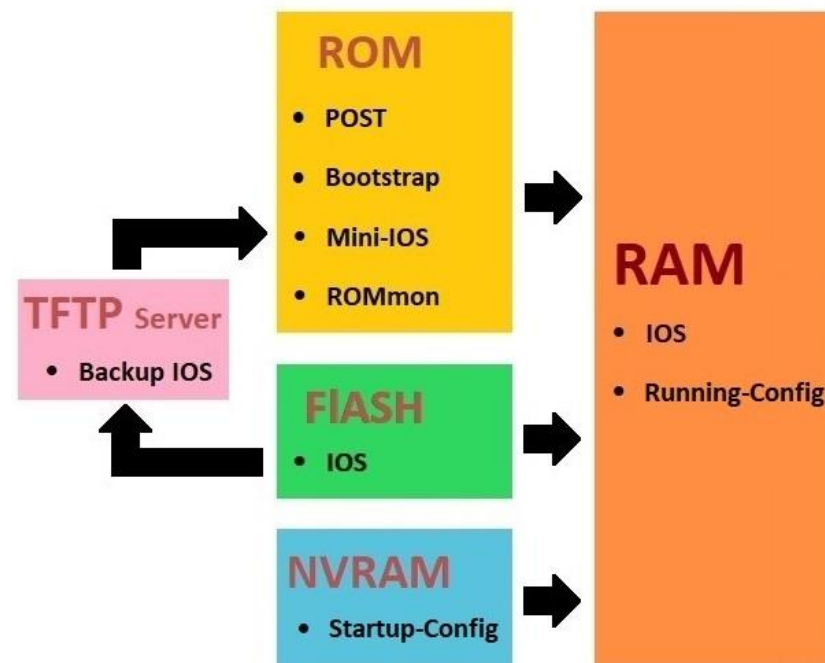 ROM
• POST
• Bootstrap
• Mini-IOS
• ROMmon
TFTP Server
• Backup IOS
FlASH
• IOS
NVRAM
• Startup-Config
RAM
• IOS
• Running-Config